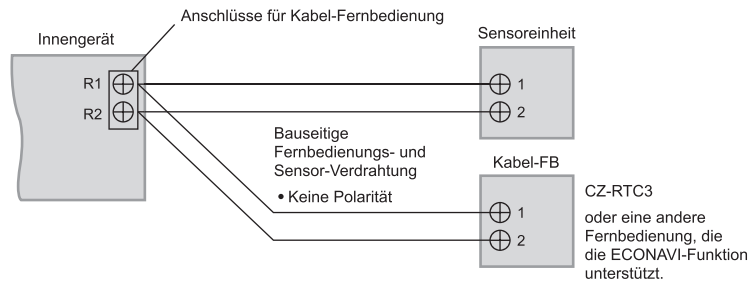 Anschlüsse für Kabel-Fernbedienung
Innengerät
Sensoreinheit
R1
R2
1
2
Bauseitige
Fernbedienungs- und
Sensor-Verdrahtung
• Keine Polarität
Kabel-FB
1
2
CZ-RTC3
oder eine andere
Fernbedienung, die
die ECONAVI-Funktion
unterstützt.